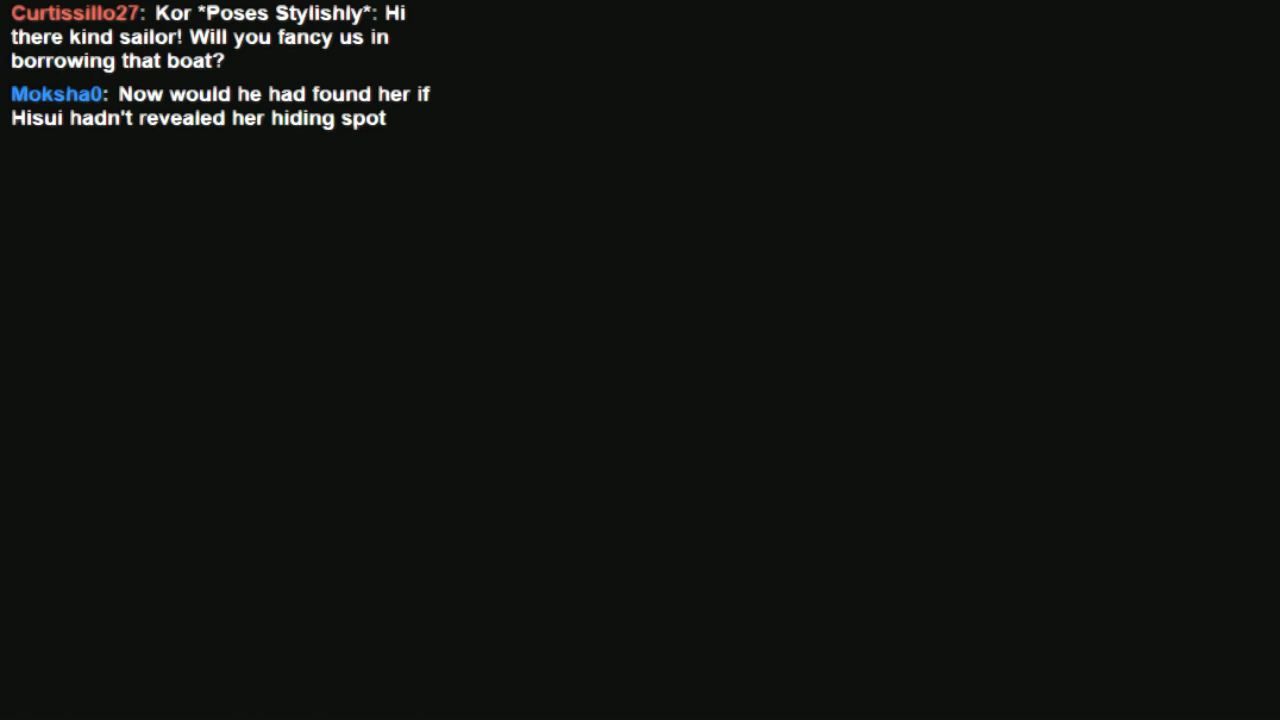 Curtissillo27: Kor *Poses Stylishly*: Hi
there kind sailor! Will you fancy us in
borrowing that boat?
Moksha0: Now would he had found her if
Hisui hadn't revealed her hiding spot